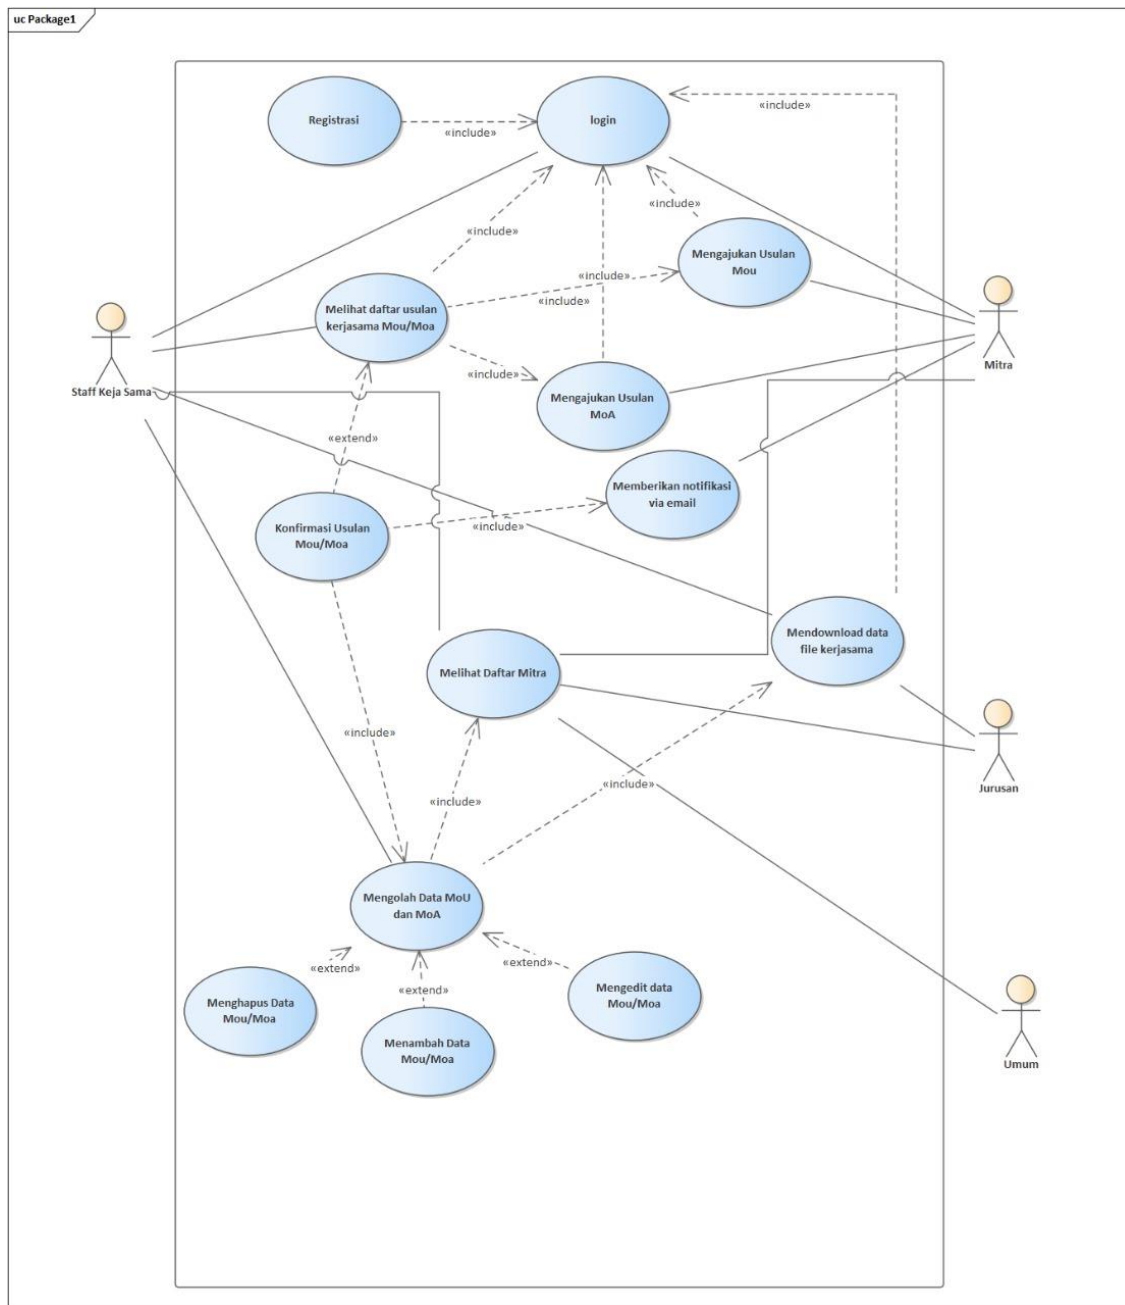 uc Package1
Registrasi
«include»
login
«include»
«include»
«include»
Mengajukan Usulan
Mou
Melihat daftar usulan
kerjasama Mou/Moa
«include»
«include»
«include»
Mengajukan Usulan
MoA
Staff Keja Sama
Mitra
«extend»
Memberikan notifikasi
via email
Konfirmasi Usulan
Mou/Moa
«include»
Mendownload data
file kerjasama
Melihat Daftar Mitra
«include»
«include»
«include»
Jurusan
Mengolah Data MoU
dan MoA
«extend»
«extend»
«extend»
Menghapus Data
Mou/Moa
Menambah Data
Mou/Moa
Mengedit data
Mou/Moa
Umum